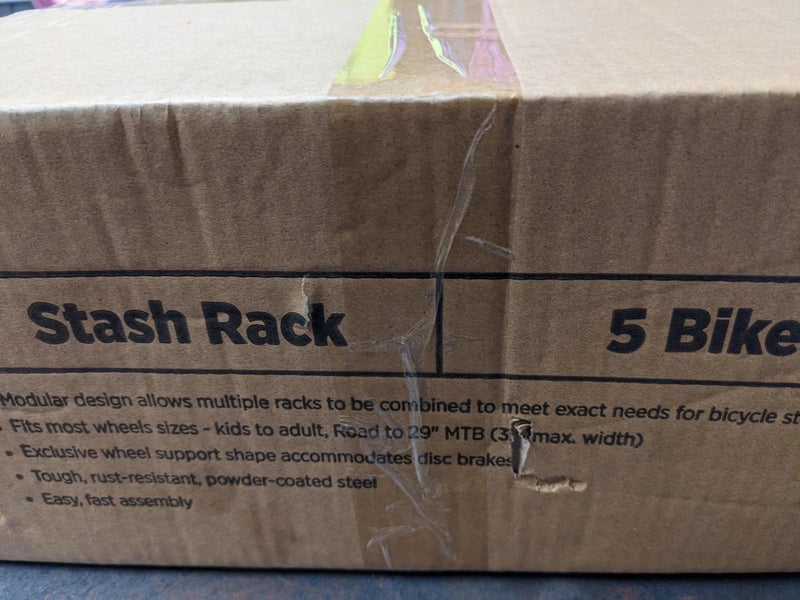 Stash Rack
5 Bike
Modular design allows multiple racks to be combined to meet exact needs for bicycle st
• Fits most wheels sizes - kids to adult, Road to 29" MTB (3 max. width)
• Exclusive wheel support shape accommodates disc brakes
• Tough, rust-resistant, powder-coated steel
• Easy, fast assembly